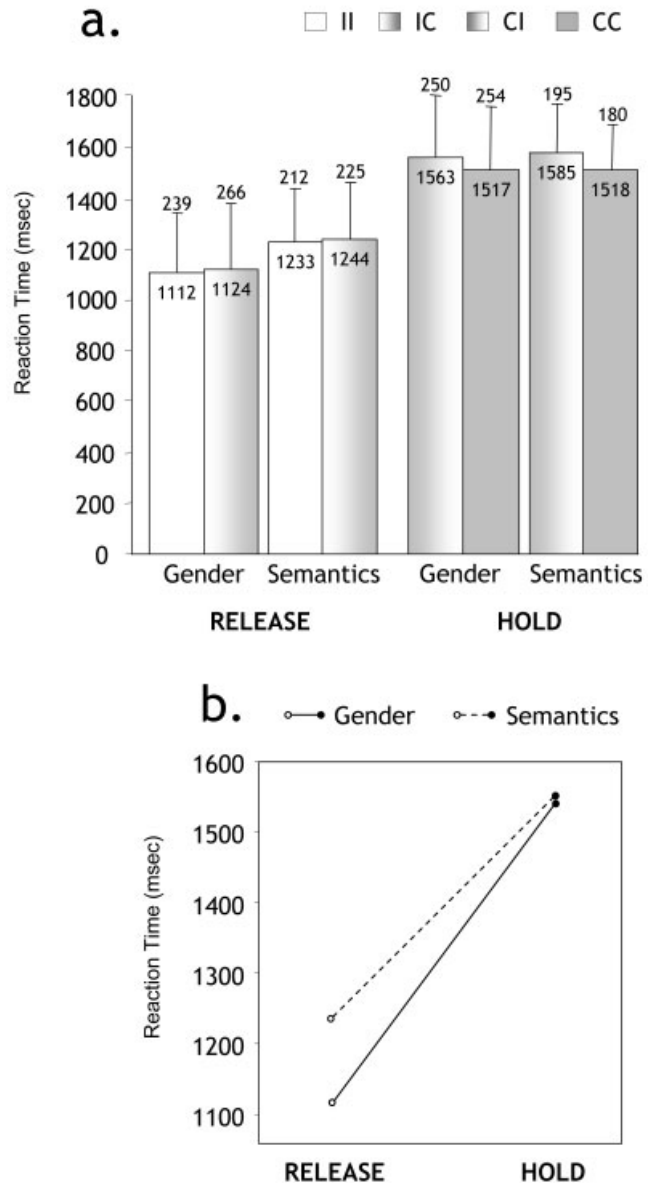 a.
II IC CI CC
Reaction Time (msec)
1800
1600
1400
1200
1000
800
600
400
200
0
239 266 212 225 250 254 195 180
1112 1124 1233 1244 1563 1517 1585 1518
Gender Semantics Gender Semantics
RELEASE HOLD
b.
Gender Semantics
Reaction Time (msec)
1600
1500
1400
1300
1200
1100
RELEASE HOLD